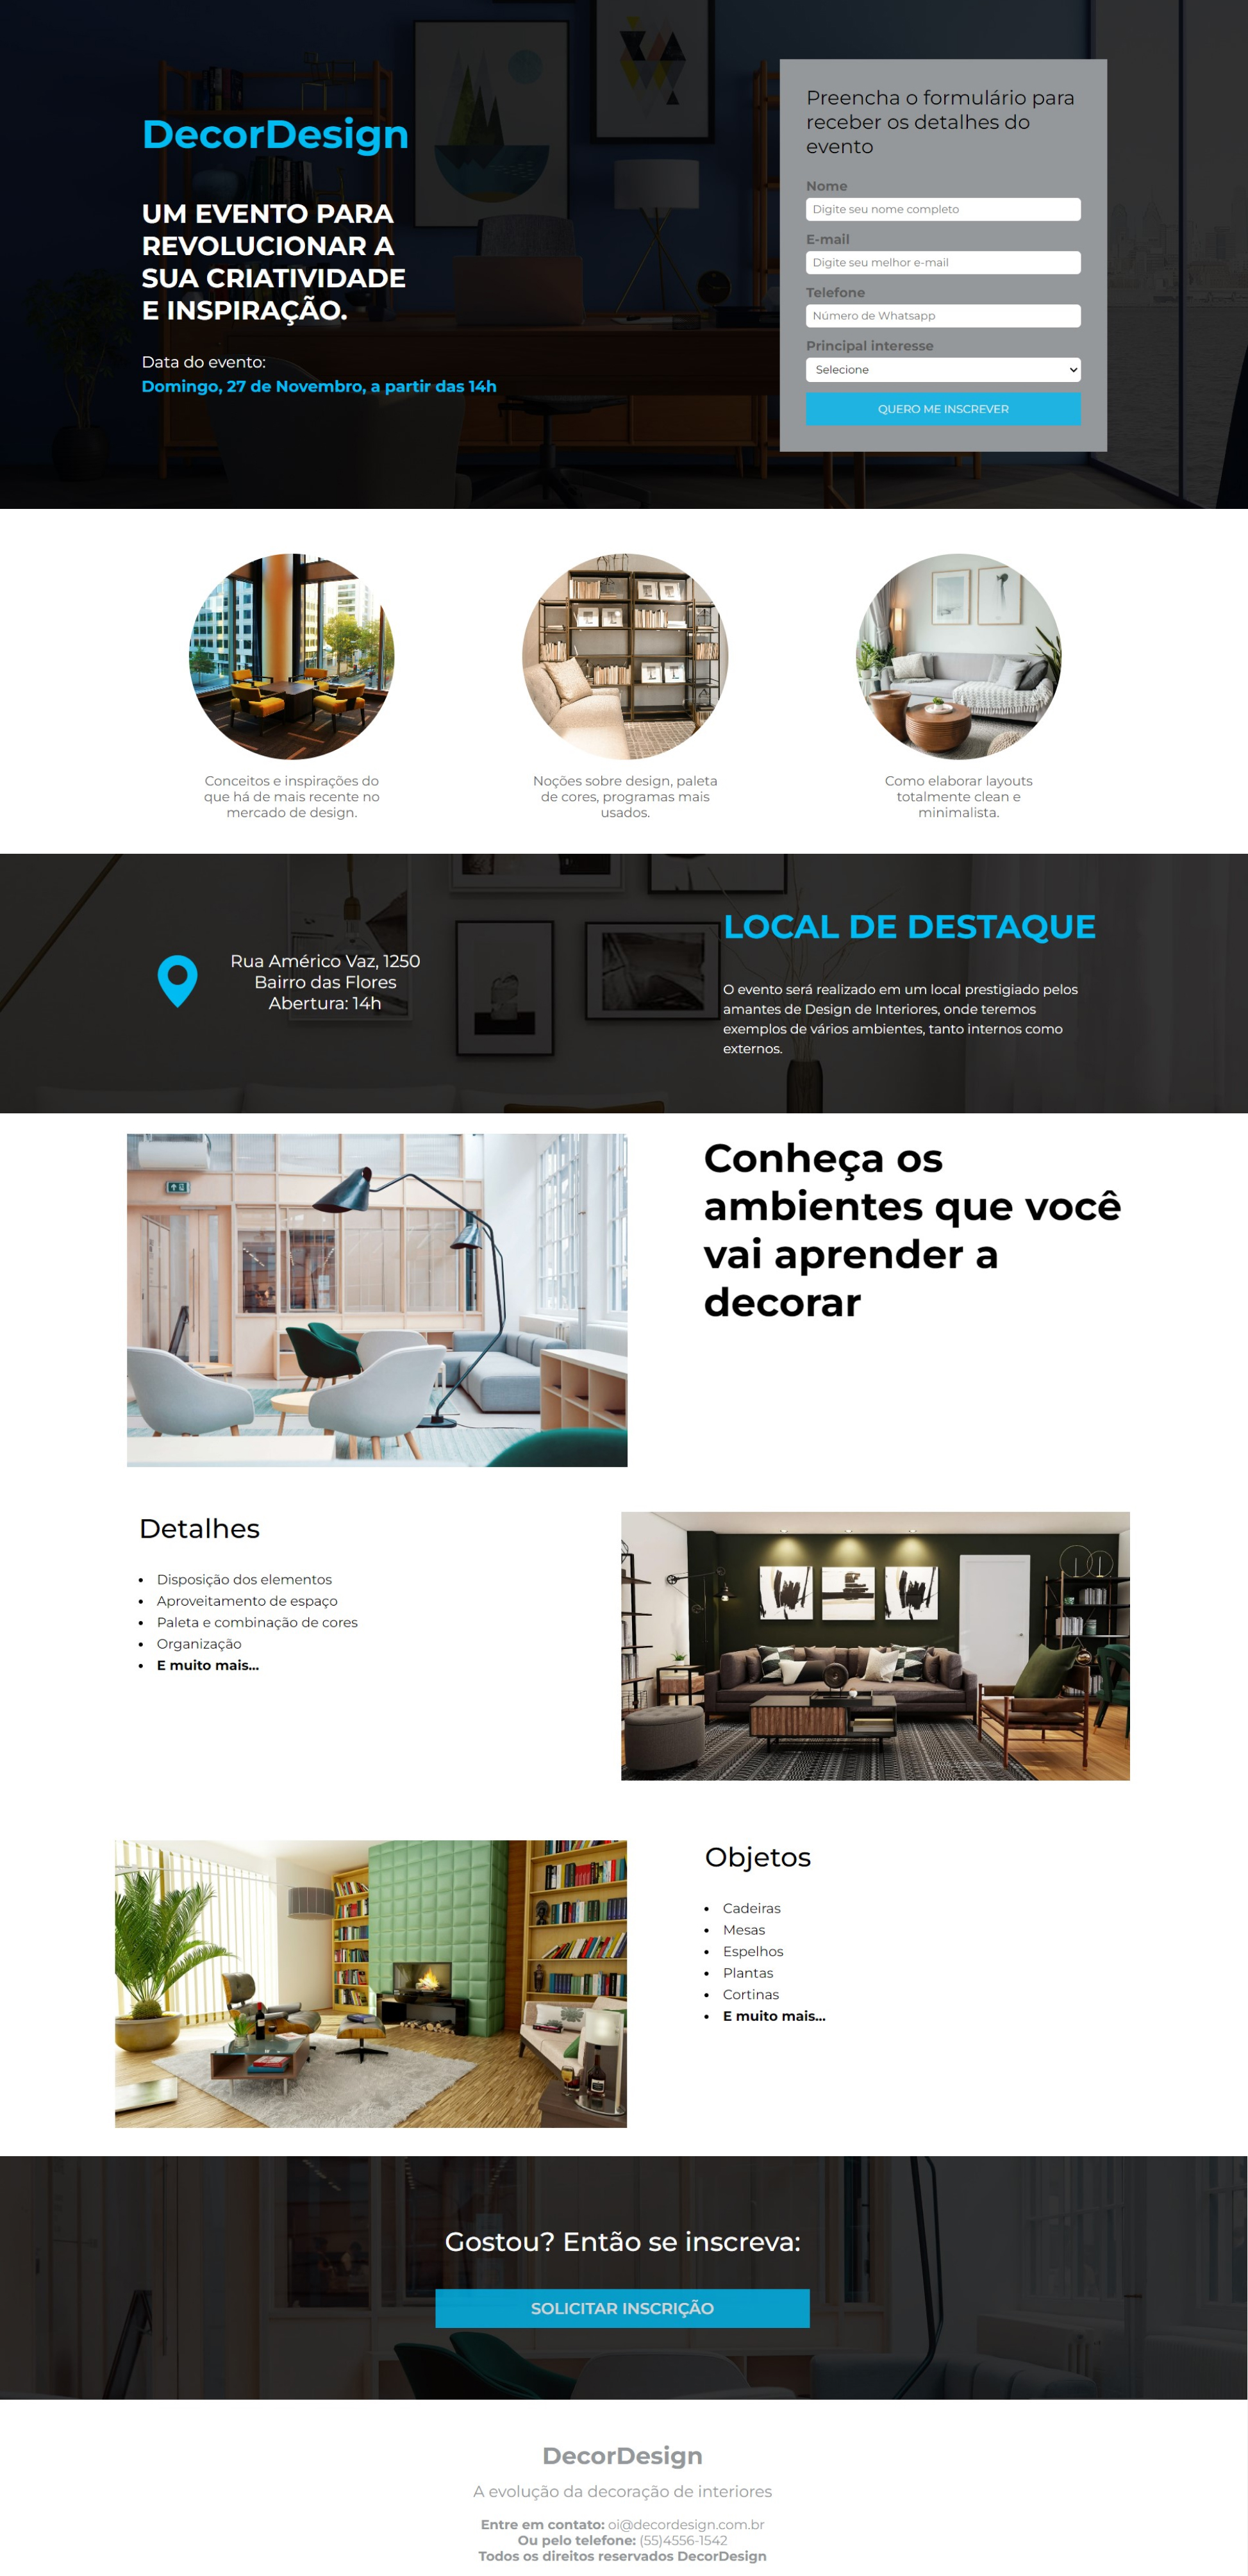 DecorDesign
UM EVENTO PARA
REVOLUCIONAR A
SUA CRIATIVIDADE
E INSPIRAÇÃO.
Data do evento:
Domingo, 27 de Novembro, a partir das 14h
Preencha o formulário para
receber os detalhes do
evento
Nome
Digite seu nome completo
E-mail
Digite seu melhor e-mail
Telefone
Número de Whatsapp
Principal interesse
Selecione
QUERO ME INSCREVER
Conceitos e inspirações do
que há de mais recente no
mercado de design.
Noções sobre design, paleta
de cores, programas mais
usados.
Como elaborar layouts
totalmente clean e
minimalista.
Rua Américo Vaz, 1250
Bairro das Flores
Abertura: 14h
LOCAL DE DESTAQUE
O evento será realizado em um local prestigiado pelos
amantes de Design de Interiores, onde teremos
exemplos de vários ambientes, tanto internos como
externos.
Conheça os
ambientes que você
vai aprender a
decorar
Detalhes
• Disposição dos elementos
• Aproveitamento de espaço
• Paleta e combinação de cores
• Organização
• E muito mais...
Objetos
• Cadeiras
• Mesas
• Espelhos
• Plantas
• Cortinas
• E muito mais...
Gostou? Então se inscreva:
SOLICITAR INSCRIÇÃO
DecorDesign
A evolução da decoração de interiores
Entre em contato: oi@decordesign.com.br
Ou pelo telefone: (55)4556-1542
Todos os direitos reservados DecorDesign